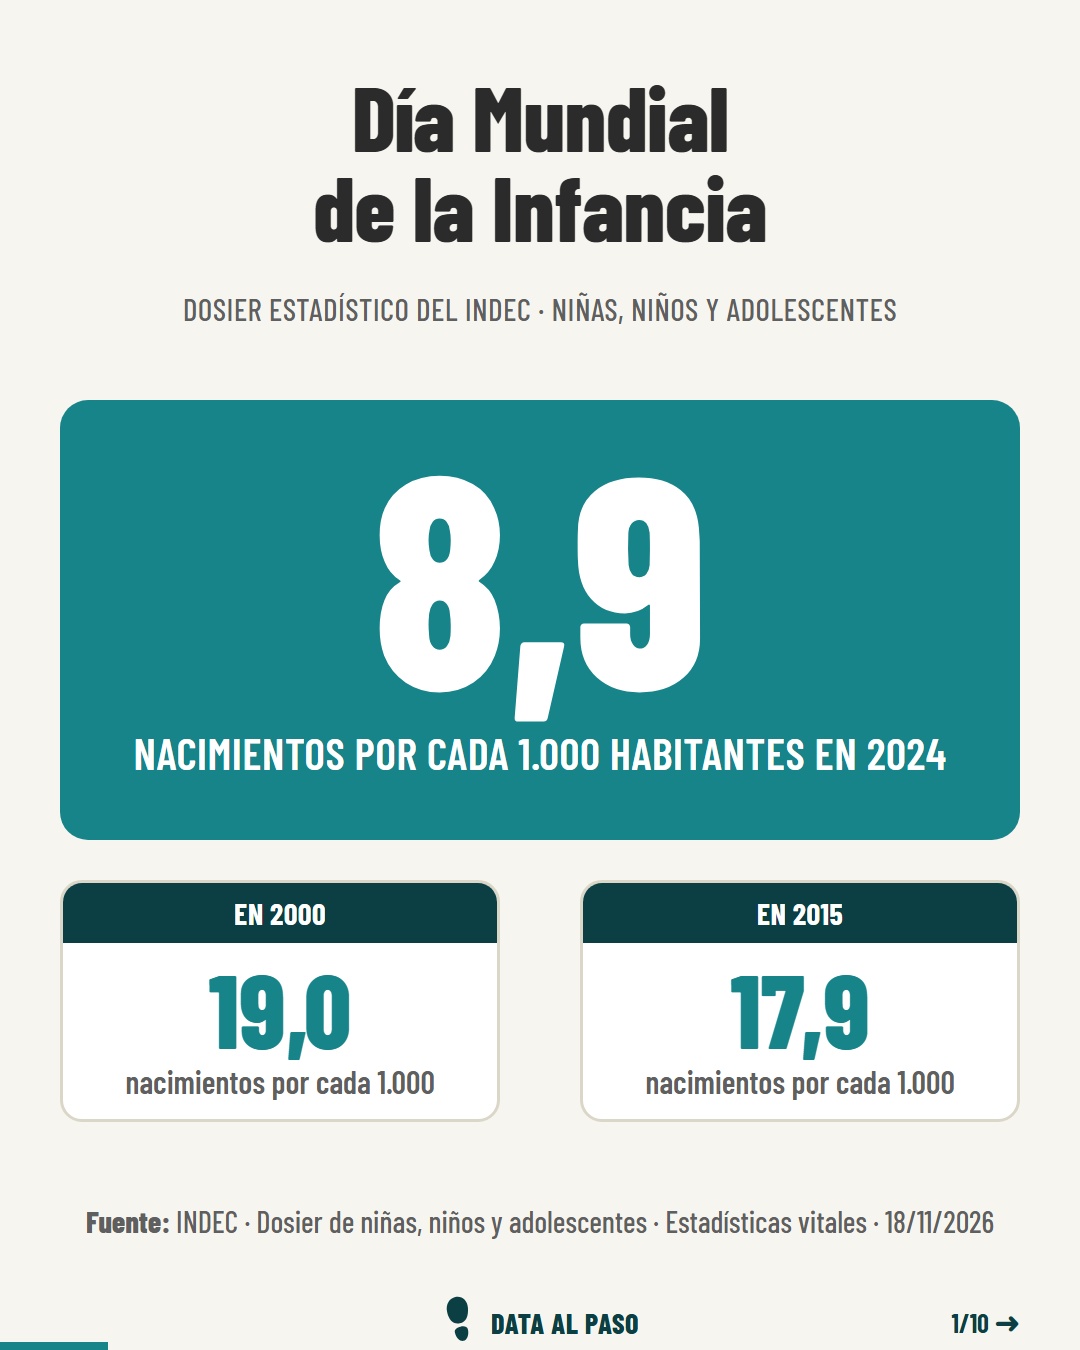 Día Mundial
de la Infancia
DOSIER ESTADÍSTICO DEL INDEC · NIÑAS, NIÑOS Y ADOLESCENTES
8,9
NACIMIENTOS POR CADA 1.000 HABITANTES EN 2024
EN 2000
19,0
nacimientos por cada 1.000
EN 2015
17,9
nacimientos por cada 1.000
Fuente: INDEC · Dosier de niñas, niños y adolescentes · Estadísticas vitales · 18/11/2026
DATA AL PASO
1/10 →